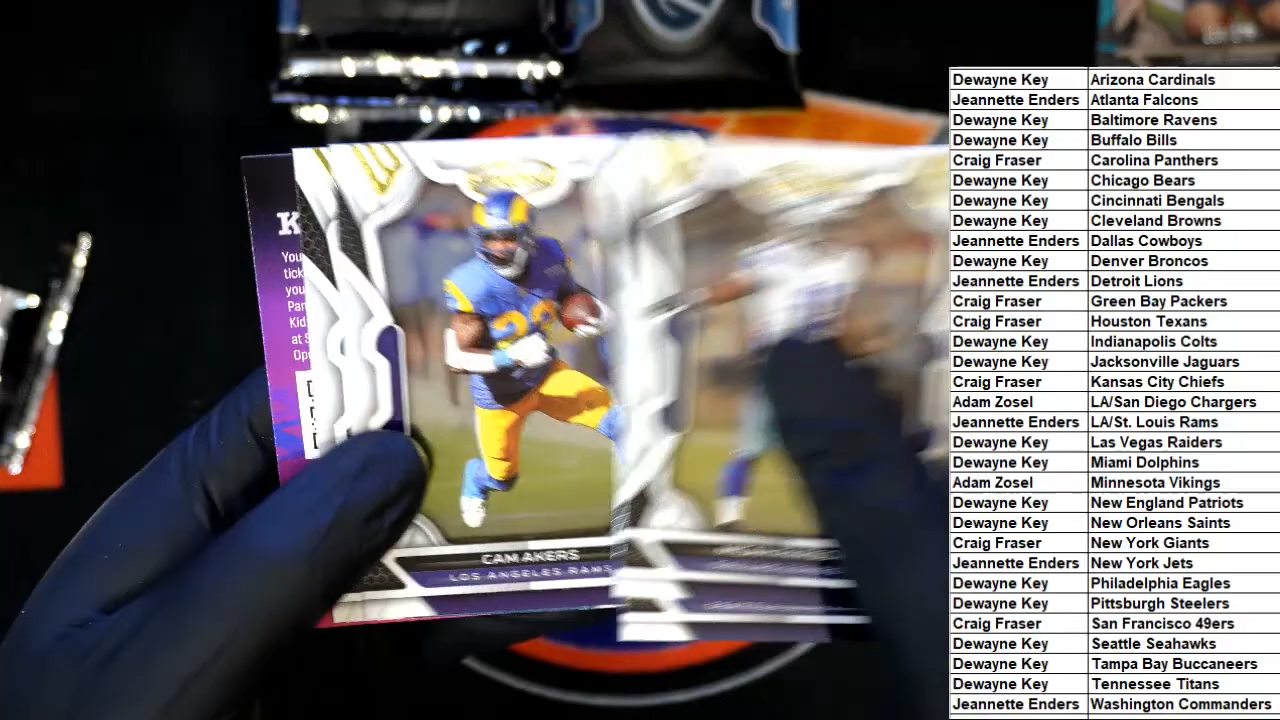 K
You
tick
you
Pan
Kid
at S
Op
CAM AKERS
LOS ANGELES RAMS
Dewayne Key Arizona Cardinals
Jeannette Enders Atlanta Falcons
Dewayne Key Baltimore Ravens
Dewayne Key Buffalo Bills
Craig Fraser Carolina Panthers
Dewayne Key Chicago Bears
Dewayne Key Cincinnati Bengals
Dewayne Key Cleveland Browns
Jeannette Enders Dallas Cowboys
Dewayne Key Denver Broncos
Jeannette Enders Detroit Lions
Craig Fraser Green Bay Packers
Craig Fraser Houston Texans
Dewayne Key Indianapolis Colts
Dewayne Key Jacksonville Jaguars
Craig Fraser Kansas City Chiefs
Adam Zosel LA/San Diego Chargers
Jeannette Enders LA/St. Louis Rams
Dewayne Key Las Vegas Raiders
Dewayne Key Miami Dolphins
Adam Zosel Minnesota Vikings
Dewayne Key New England Patriots
Dewayne Key New Orleans Saints
Craig Fraser New York Giants
Jeannette Enders New York Jets
Dewayne Key Philadelphia Eagles
Dewayne Key Pittsburgh Steelers
Craig Fraser San Francisco 49ers
Dewayne Key Seattle Seahawks
Dewayne Key Tampa Bay Buccaneers
Dewayne Key Tennessee Titans
Jeannette Enders Washington Commanders